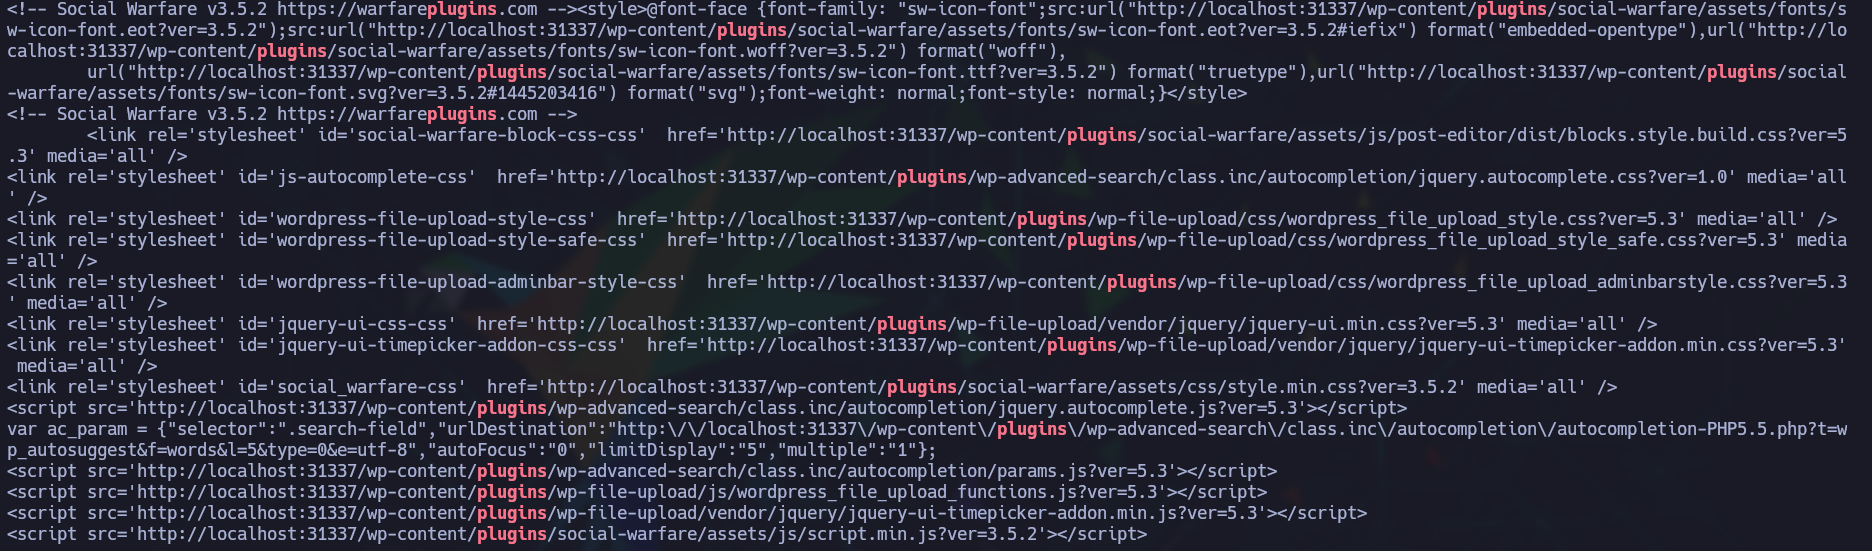 <!-- Social Warfare v3.5.2 https://warfareplugins.com --><style>@font-face {font-family: "sw-icon-font";src:url("http://localhost:31337/wp-content/plugins/social-warfare/assets/fonts/s
w-icon-font.eot?ver=3.5.2");src:url("http://localhost:31337/wp-content/plugins/social-warfare/assets/fonts/sw-icon-font.eot?ver=3.5.2#iefix") format("embedded-opentype"),url("http://lo
calhost:31337/wp-content/plugins/social-warfare/assets/fonts/sw-icon-font.woff?ver=3.5.2") format("woff"),
        url("http://localhost:31337/wp-content/plugins/social-warfare/assets/fonts/sw-icon-font.ttf?ver=3.5.2") format("truetype"),url("http://localhost:31337/wp-content/plugins/social
-warfare/assets/fonts/sw-icon-font.svg?ver=3.5.2#1445203416") format("svg");font-weight: normal;font-style: normal;}</style>
<!-- Social Warfare v3.5.2 https://warfareplugins.com -->
        <link rel='stylesheet' id='social-warfare-block-css-css'  href='http://localhost:31337/wp-content/plugins/social-warfare/assets/js/post-editor/dist/blocks.style.build.css?ver=5
.3' media='all' />
<link rel='stylesheet' id='js-autocomplete-css'  href='http://localhost:31337/wp-content/plugins/wp-advanced-search/class.inc/autocompletion/jquery.autocomplete.css?ver=1.0' media='all
' />
<link rel='stylesheet' id='wordpress-file-upload-style-css'  href='http://localhost:31337/wp-content/plugins/wp-file-upload/css/wordpress_file_upload_style.css?ver=5.3' media='all' />
<link rel='stylesheet' id='wordpress-file-upload-style-safe-css'  href='http://localhost:31337/wp-content/plugins/wp-file-upload/css/wordpress_file_upload_style_safe.css?ver=5.3' media
='all' />
<link rel='stylesheet' id='wordpress-file-upload-adminbar-style-css'  href='http://localhost:31337/wp-content/plugins/wp-file-upload/css/wordpress_file_upload_adminbarstyle.css?ver=5.3
' media='all' />
<link rel='stylesheet' id='jquery-ui-css-css'  href='http://localhost:31337/wp-content/plugins/wp-file-upload/vendor/jquery/jquery-ui.min.css?ver=5.3' media='all' />
<link rel='stylesheet' id='jquery-ui-timepicker-addon-css-css'  href='http://localhost:31337/wp-content/plugins/wp-file-upload/vendor/jquery/jquery-ui-timepicker-addon.min.css?ver=5.3'
 media='all' />
<link rel='stylesheet' id='social_warfare-css'  href='http://localhost:31337/wp-content/plugins/social-warfare/assets/css/style.min.css?ver=3.5.2' media='all' />
<script src='http://localhost:31337/wp-content/plugins/wp-advanced-search/class.inc/autocompletion/jquery.autocomplete.js?ver=5.3'></script>
var ac_param = {"selector":".search-field","urlDestination":"http:\/\/localhost:31337\/wp-content\/plugins\/wp-advanced-search\/class.inc\/autocompletion\/autocompletion-PHP5.5.php?t=w
p_autosuggest&f=words&l=5&type=0&e=utf-8","autoFocus":"0","limitDisplay":"5","multiple":"1"};
<script src='http://localhost:31337/wp-content/plugins/wp-advanced-search/class.inc/autocompletion/params.js?ver=5.3'></script>
<script src='http://localhost:31337/wp-content/plugins/wp-file-upload/js/wordpress_file_upload_functions.js?ver=5.3'></script>
<script src='http://localhost:31337/wp-content/plugins/wp-file-upload/vendor/jquery/jquery-ui-timepicker-addon.min.js?ver=5.3'></script>
<script src='http://localhost:31337/wp-content/plugins/social-warfare/assets/js/script.min.js?ver=3.5.2'></script>